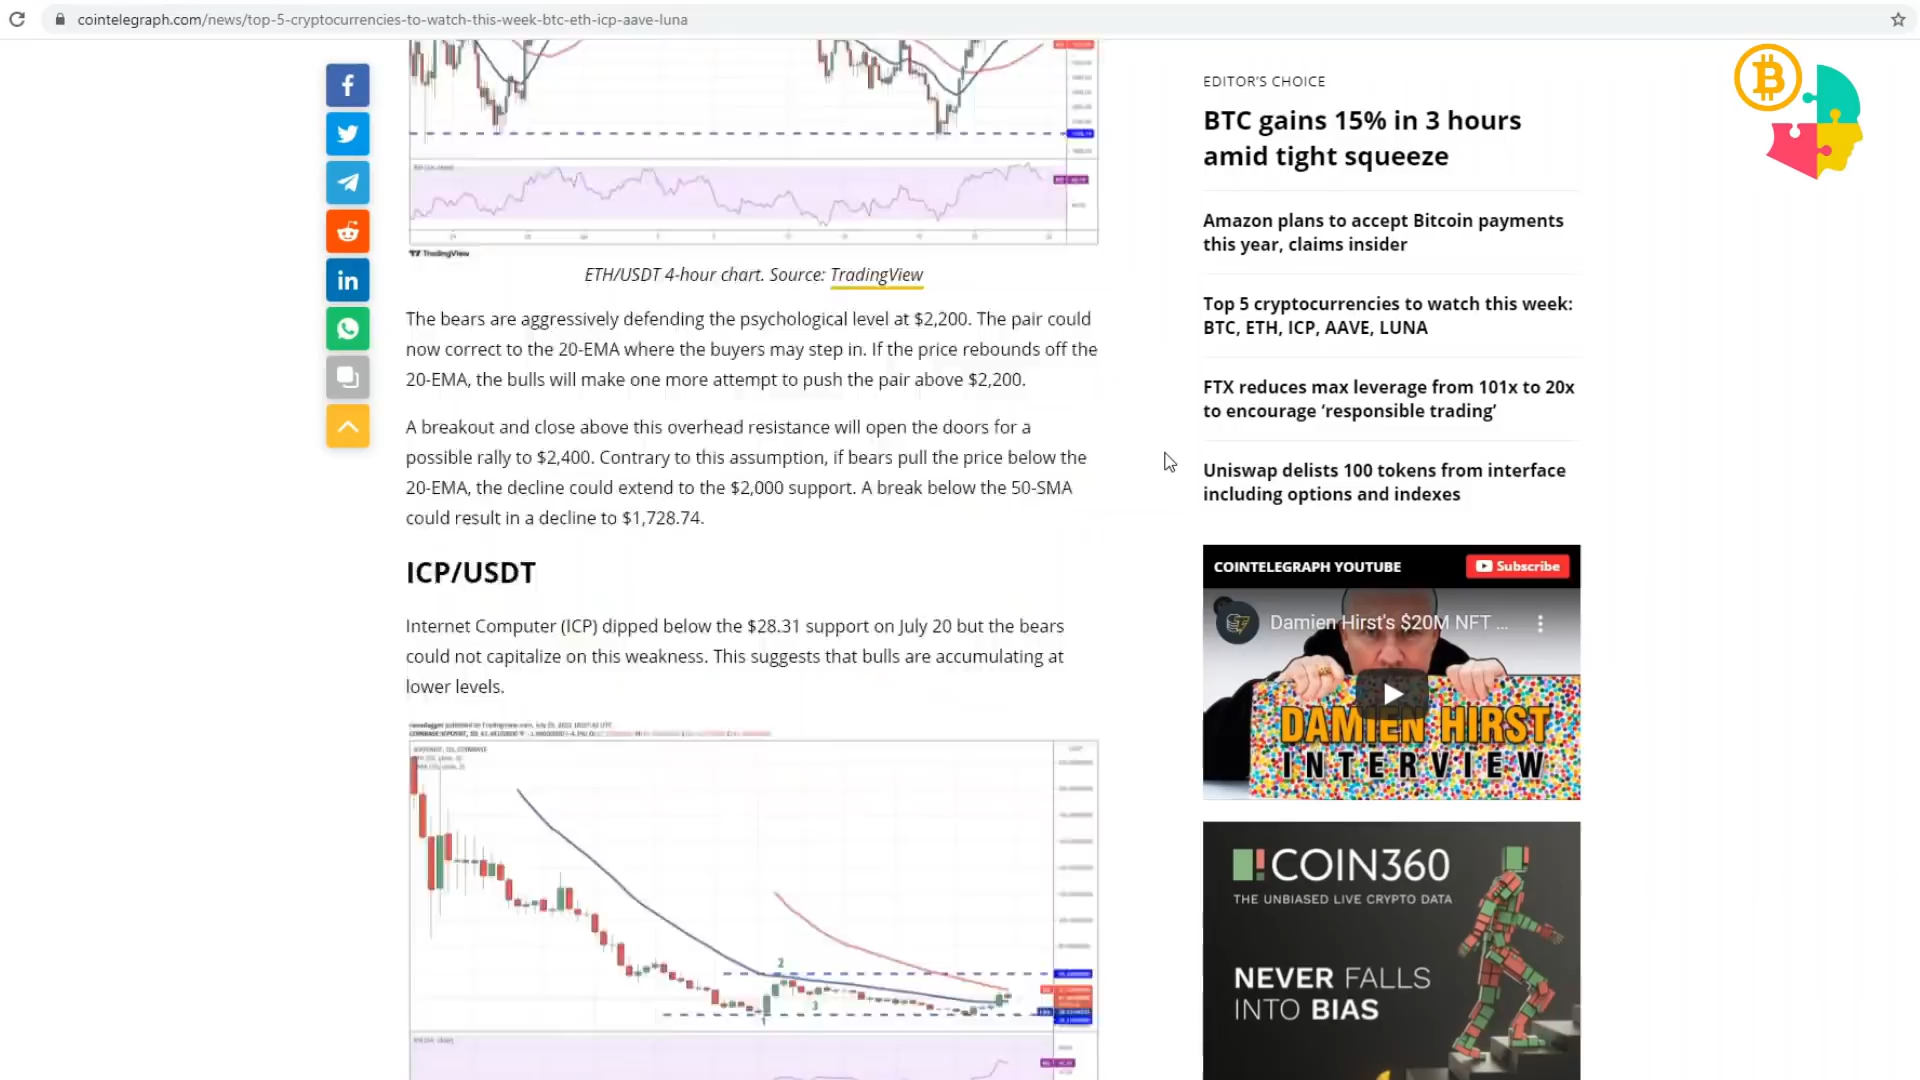 cointelegraph.com/news/top-5-cryptocurrencies-to-watch-this-week-btc-eth-icp-aave-luna
TradingView
ETH/USDT 4-hour chart. Source: TradingView
The bears are aggressively defending the psychological level at $2,200. The pair could
now correct to the 20-EMA where the buyers may step in. If the price rebounds off the
20-EMA, the bulls will make one more attempt to push the pair above $2,200.
A breakout and close above this overhead resistance will open the doors for a
possible rally to $2,400. Contrary to this assumption, if bears pull the price below the
20-EMA, the decline could extend to the $2,000 support. A break below the 50-SMA
could result in a decline to $1,728.74.
ICP/USDT
Internet Computer (ICP) dipped below the $28.31 support on July 20 but the bears
could not capitalize on this weakness. This suggests that bulls are accumulating at
lower levels.
2
3
1
EDITOR'S CHOICE
BTC gains 15% in 3 hours
amid tight squeeze
Amazon plans to accept Bitcoin payments
this year, claims insider
Top 5 cryptocurrencies to watch this week:
BTC, ETH, ICP, AAVE, LUNA
FTX reduces max leverage from 101x to 20x
to encourage ‘responsible trading’
Uniswap delists 100 tokens from interface
including options and indexes
COINTELEGRAPH YOUTUBE
Subscribe
Damien Hirst's $20M NFT ...
DAMIEN HIRST
INTERVIEW
COIN360
THE UNBIASED LIVE CRYPTO DATA
NEVER FALLS
INTO BIAS